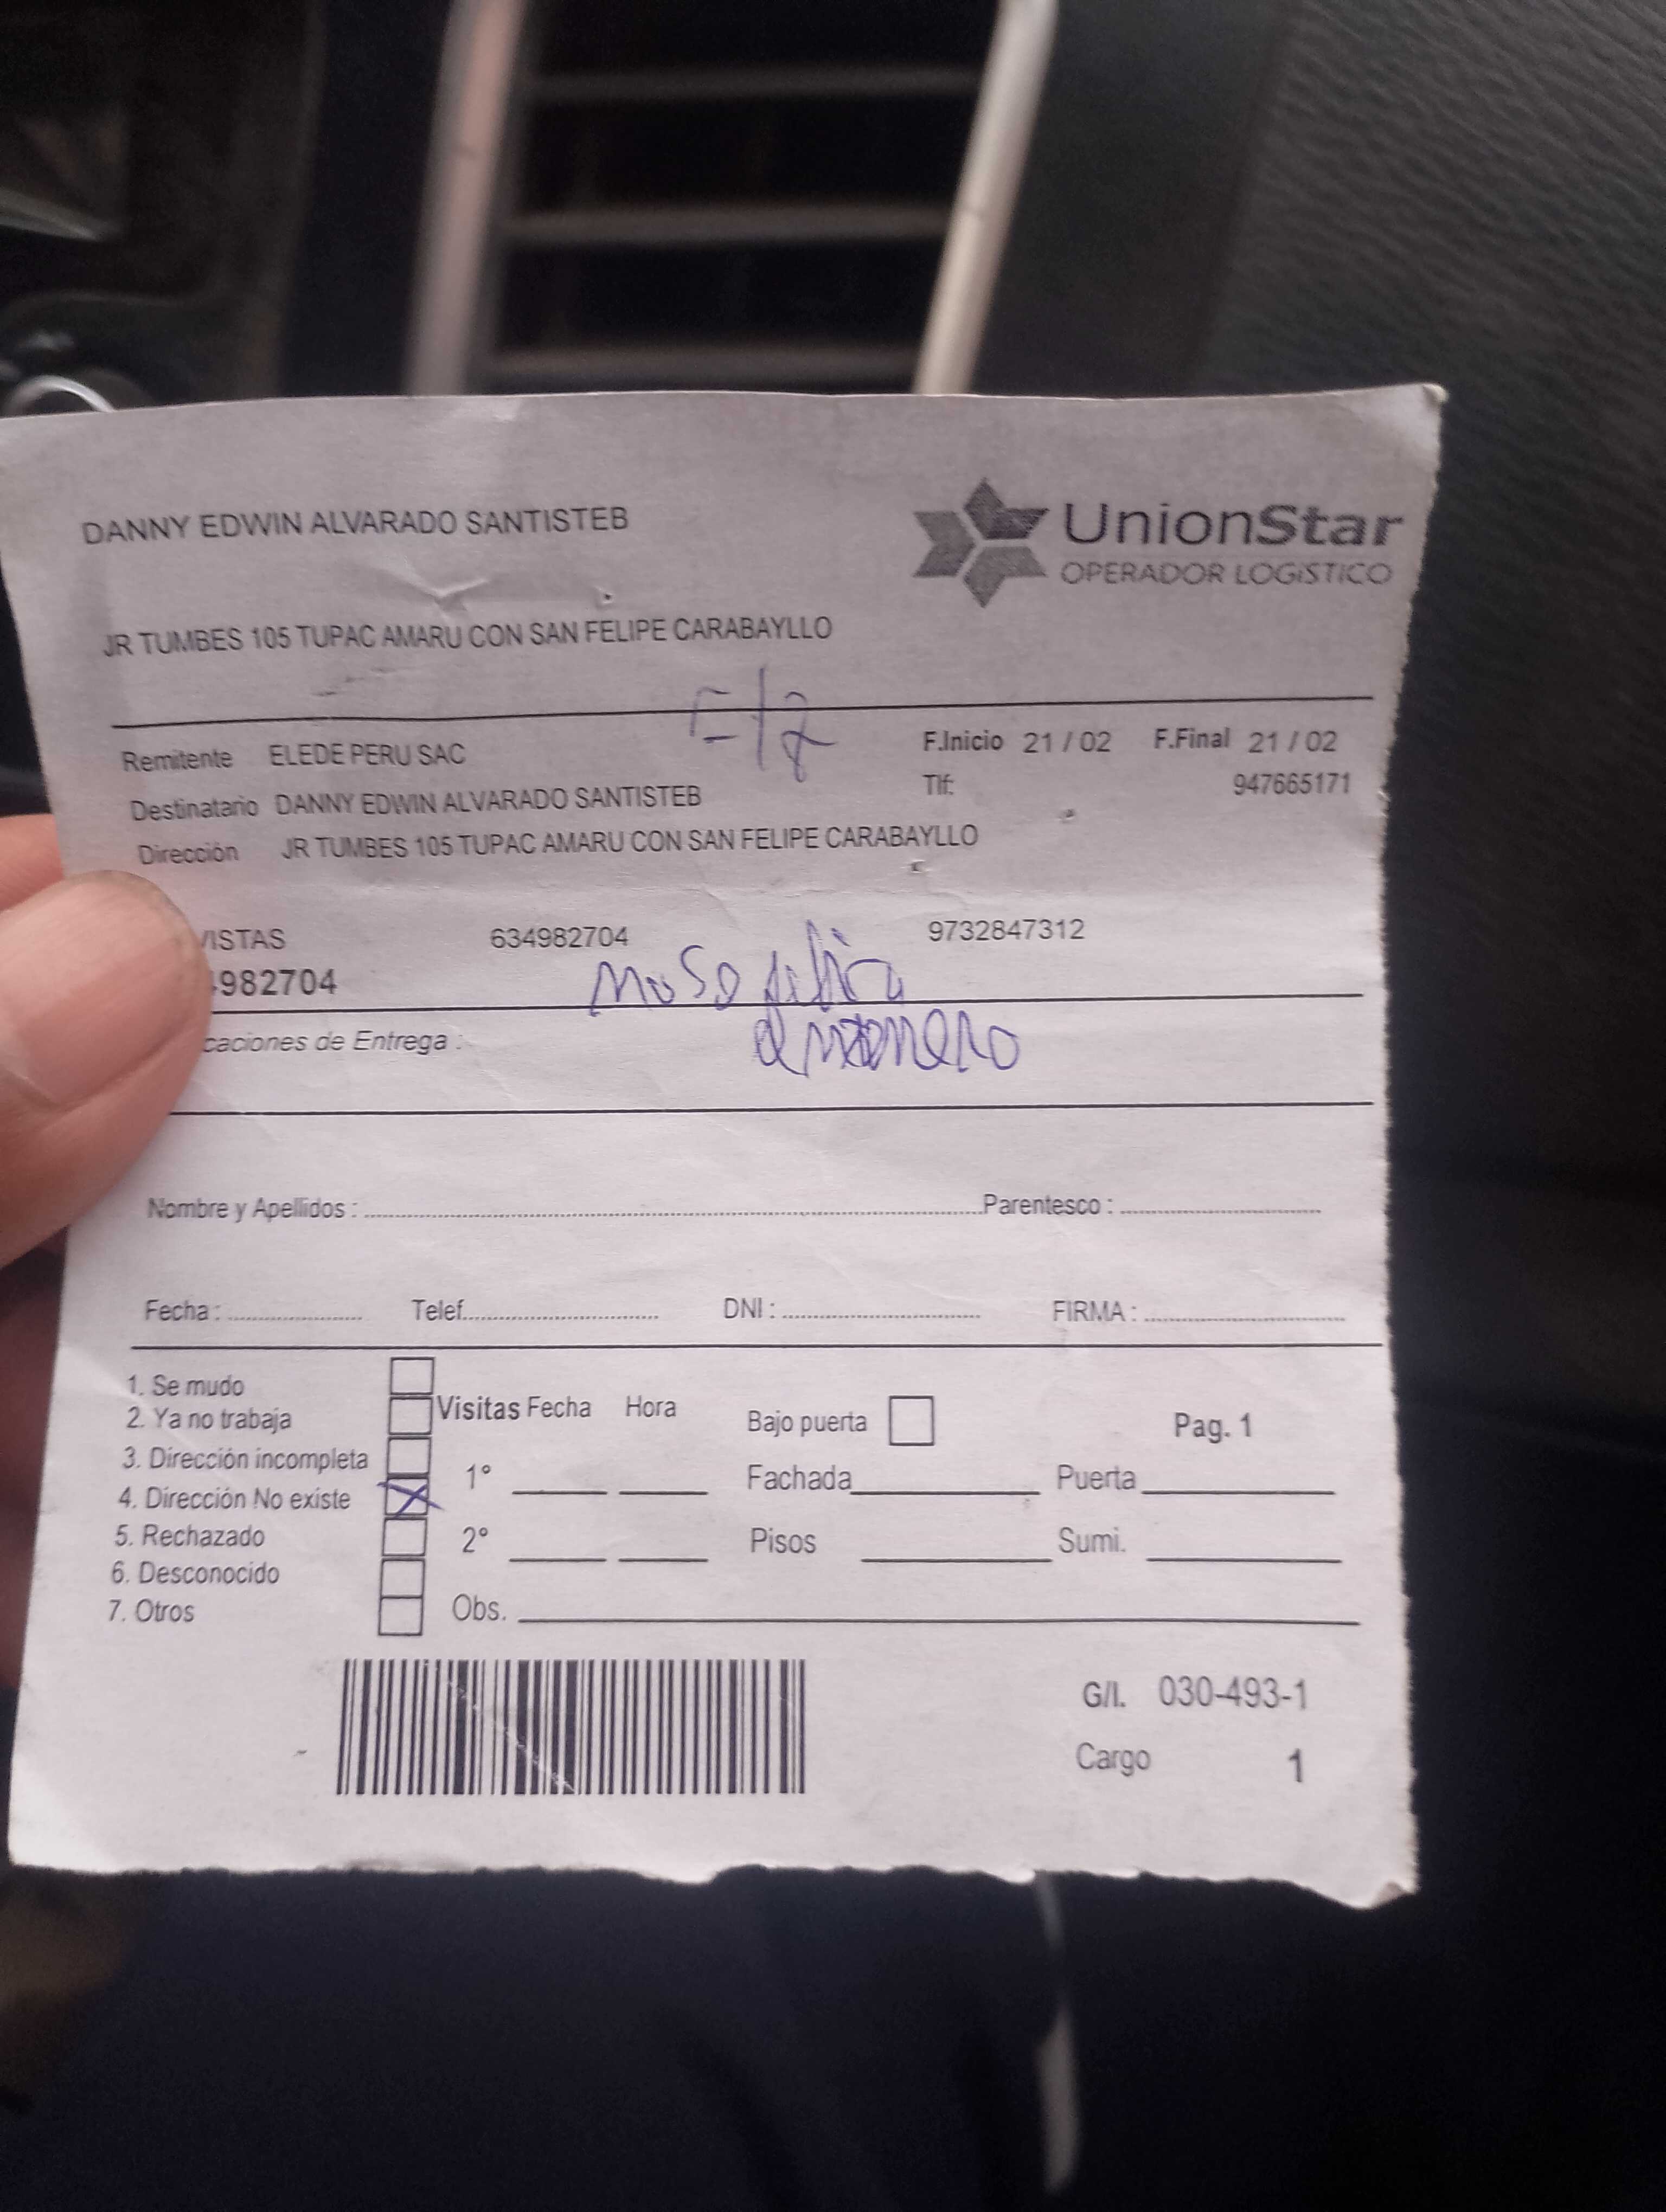 DANNY EDWIN ALVARADO SANTISTEB
UnionStar
OPERADOR LOGíSTICO
JR TUMBES 105 TUPAC AMARU CON SAN FELIPE CARABAYLLO
Remitente ELEDE PERU SAC
F.Inicio 21 / 02 F.Final 21 / 02
Destinatario DANNY EDWIN ALVARADO SANTISTEB
Tlf: 947665171
Dirección JR TUMBES 105 TUPAC AMARU CON SAN FELIPE CARABAYLLO
VISTAS 634982704 9732847312
982704
caciones de Entrega :
Nombre y Apellidos : Parentesco :
Fecha : Telef. DNI : FIRMA :
1. Se mudo
2. Ya no trabaja
3. Dirección incompleta
4. Dirección No existe
5. Rechazado
6. Desconocido
7. Otros
Visitas Fecha Hora
1°
2°
Obs.
Bajo puerta
Pag. 1
Fachada Puerta
Pisos Sumi.
G/I. 030-493-1
Cargo 1